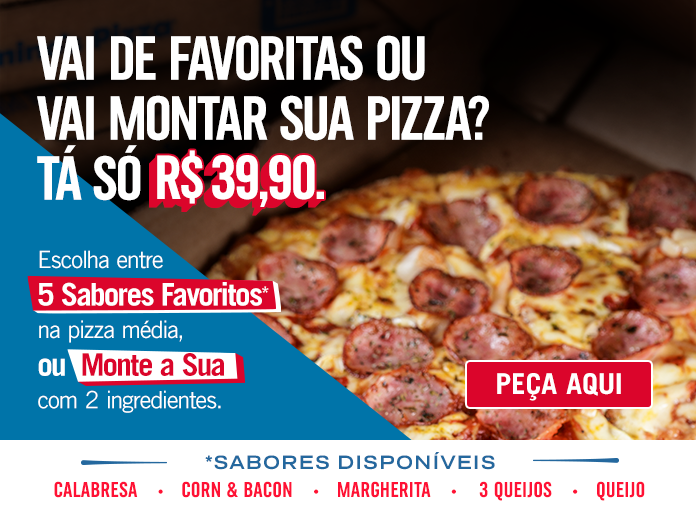 VAI DE FAVORITAS OU
VAI MONTAR SUA PIZZA?
TÁ SÓ R$ 39,90.
Escolha entre
5 Sabores Favoritos*
na pizza média,
ou Monte a Sua
com 2 ingredientes.
PEÇA AQUI
*SABORES DISPONÍVEIS
CALABRESA • CORN & BACON • MARGHERITA • 3 QUEIJOS • QUEIJO